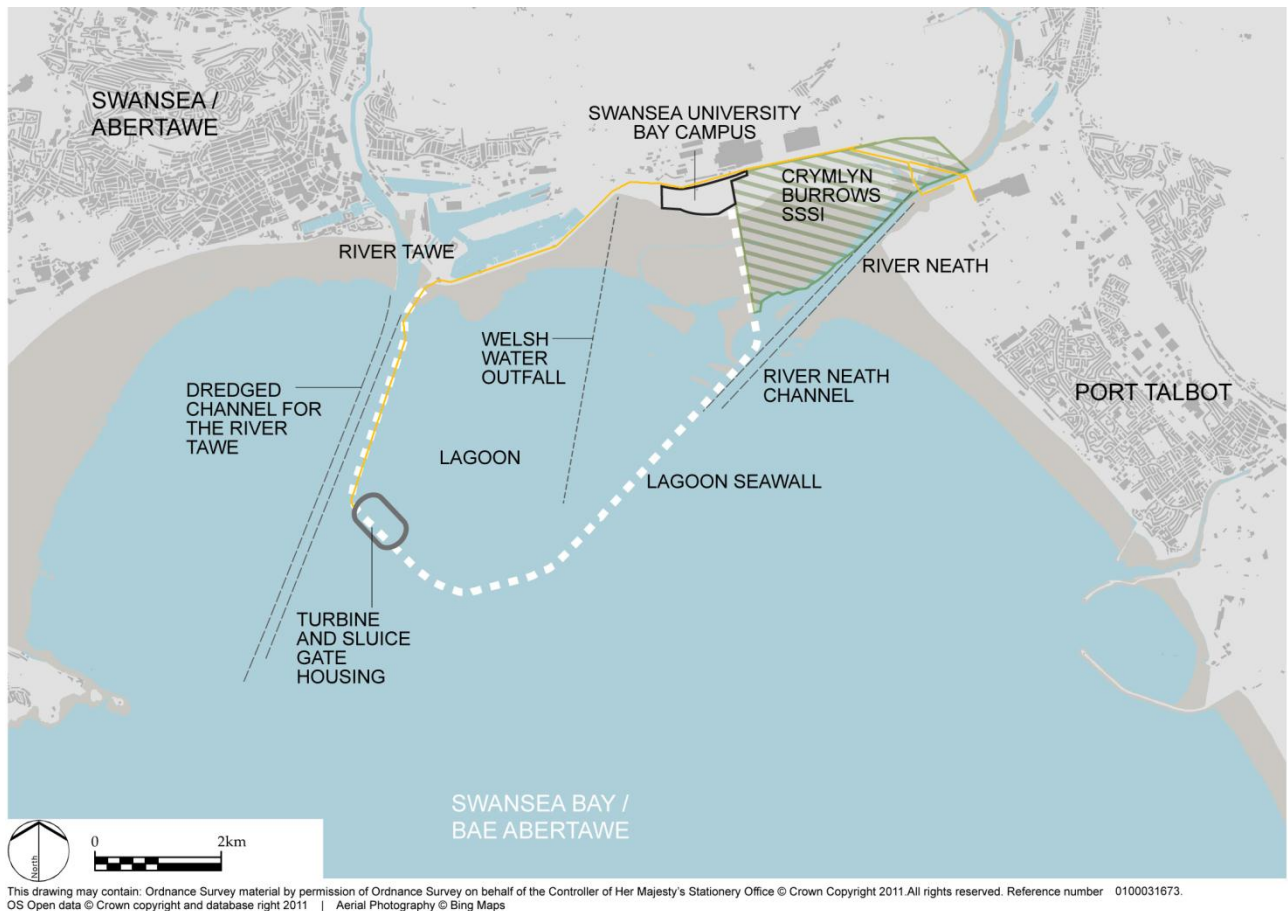 SWANSEA /
ABERTAWE
SWANSEA UNIVERSITY
BAY CAMPUS
CRYMLYN
BURROWS
SSSI
RIVER TAWE
RIVER NEATH
WELSH
WATER
OUTFALL
DREDGED
CHANNEL FOR
THE RIVER
TAWE
RIVER NEATH
CHANNEL
PORT TALBOT
LAGOON
LAGOON SEAWALL
TURBINE
AND SLUICE
GATE
HOUSING
SWANSEA BAY /
BAE ABERTAWE
North
0 2km
This drawing may contain: Ordnance Survey material by permission of Ordnance Survey on behalf of the Controller of Her Majesty's Stationery Office © Crown Copyright 2011.All rights reserved. Reference number 0100031673.
OS Open data © Crown copyright and database right 2011 | Aerial Photography © Bing Maps